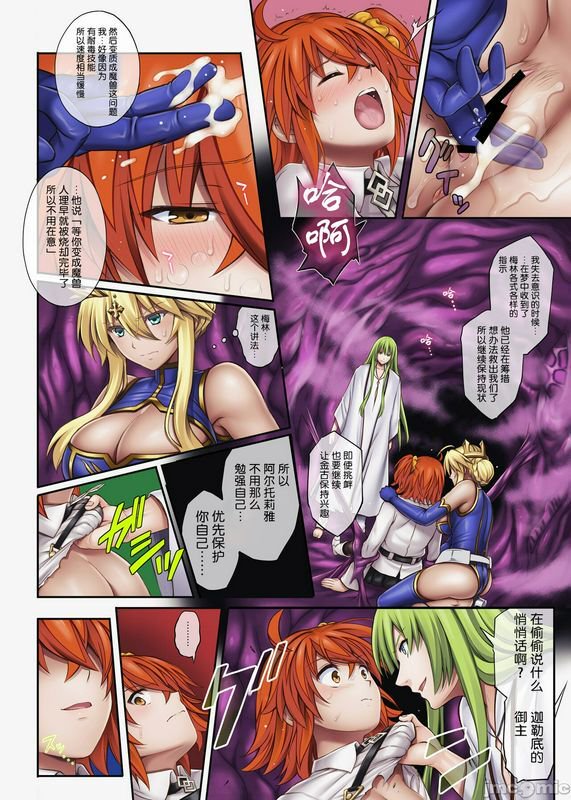 然后变质成魔兽这问题
我…好像因为
有耐毒技能
所以速度相当缓慢
哈
啊
…他说「等你变成魔兽
人理早就被烧却完毕了
所以不用在意」
梅林…
这个讲法…
我失去意识的时候…
…在梦中收到了
梅林各式各样的
指示
他已经在筹措
想办法救出我们了
所以继续保持现状
哈…
哈…
即使挑衅
也要继续
让金古保持兴趣
所以
阿尔托莉雅
不用那么
勉强自己…
优先保护
你自己……
在偷偷说什么
悄悄话啊?
迦勒底的
御主
………
jmcomic